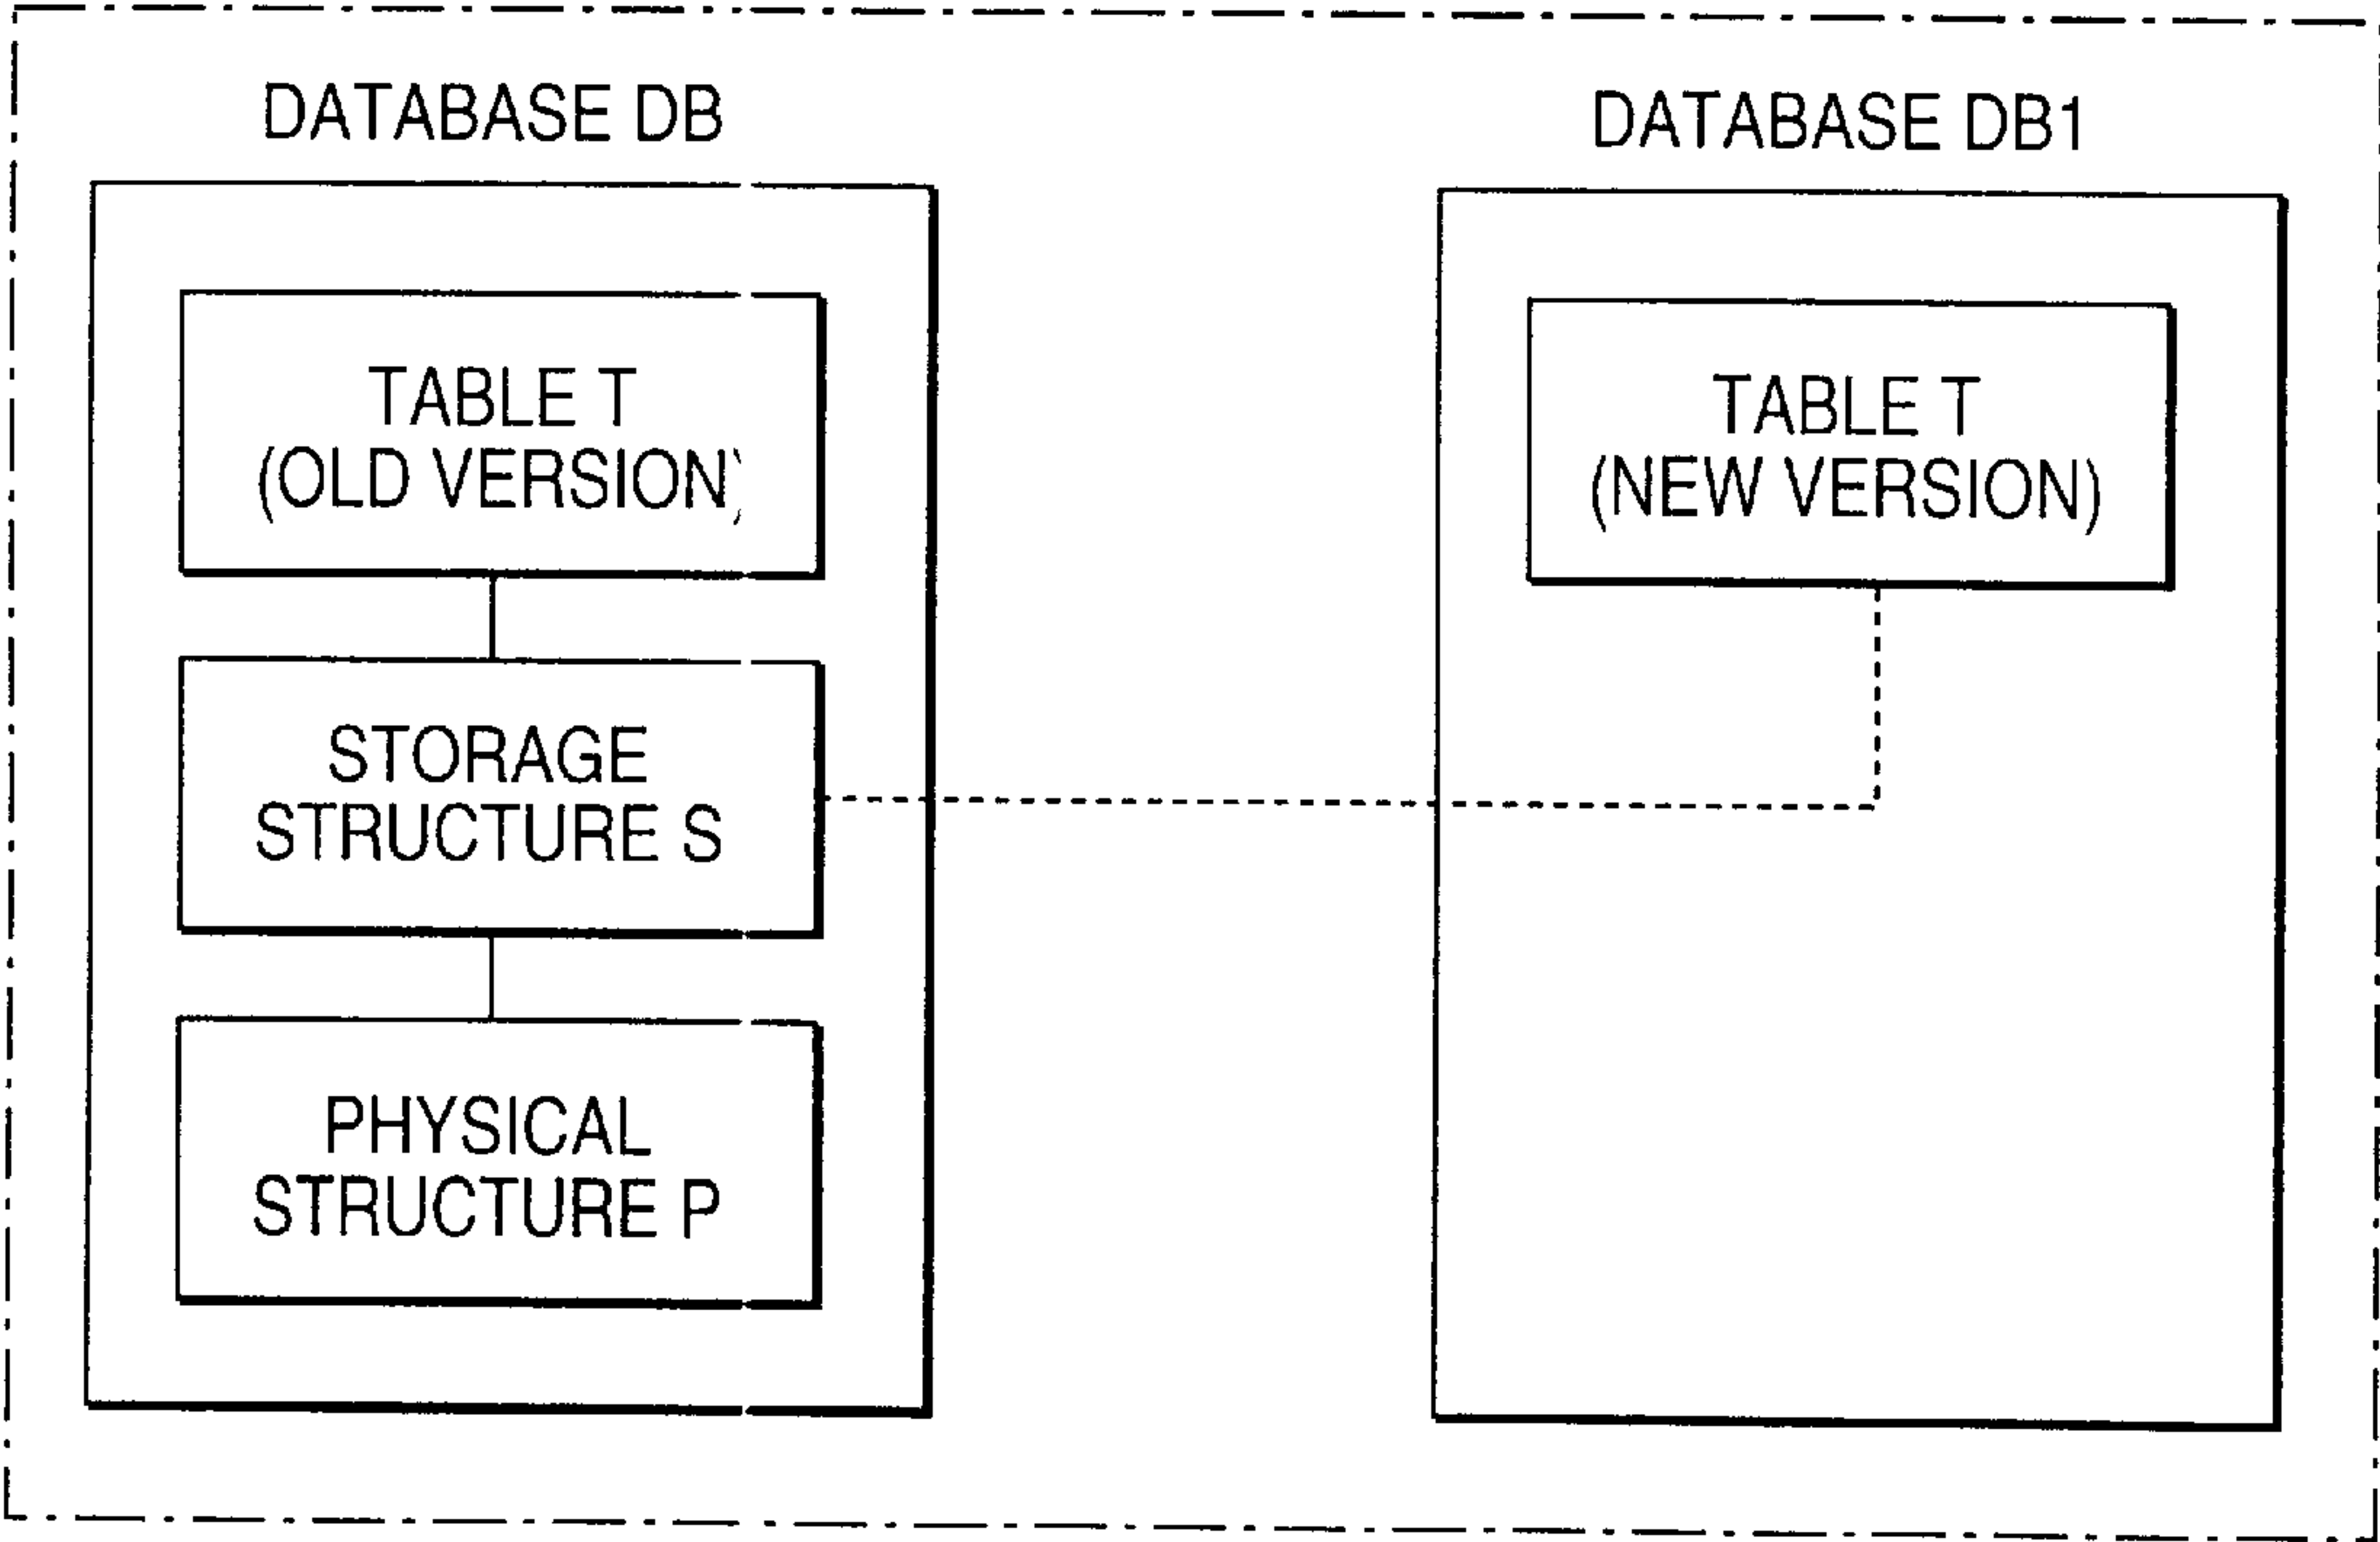 DATABASE DB
TABLE T
(OLD VERSION)
STORAGE
STRUCTURE S
PHYSICAL
STRUCTURE P
DATABASE DB1
TABLE T
(NEW VERSION)